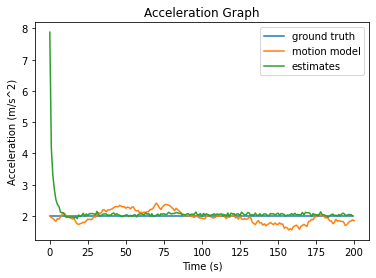 Acceleration Graph
ground truth
motion model
estimates
8
7
6
5
4
3
2
Acceleration (m/s^2)
0 25 50 75 100 125 150 175 200
Time (s)